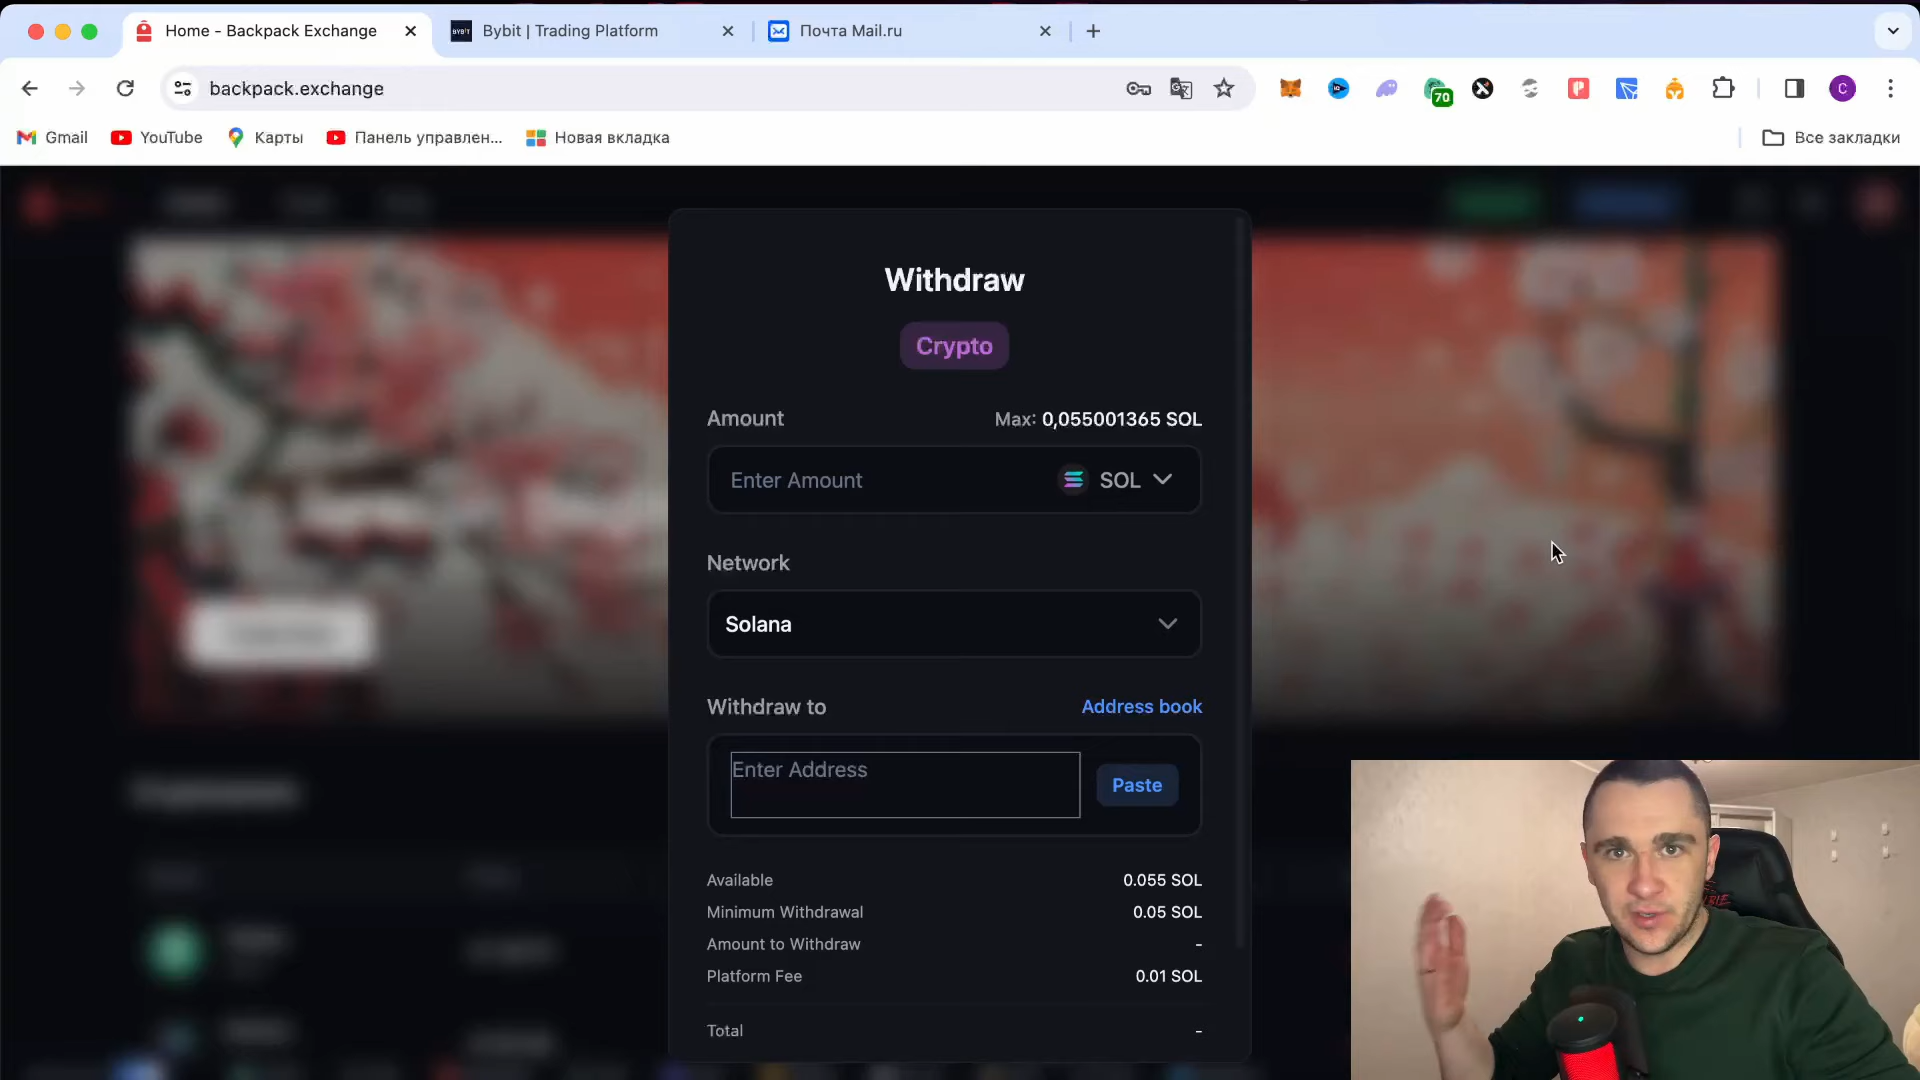 Home - Backpack Exchange
BYBIT
Bybit | Trading Platform
Почта Mail.ru
backpack.exchange
70
C
Gmail
YouTube
Карты
Панель управлен...
Новая вкладка
Все закладки
Withdraw
Crypto
Amount
Max: 0,055001365 SOL
Enter Amount
SOL
Network
Solana
Withdraw to
Address book
Enter Address
Paste
Available
0.055 SOL
Minimum Withdrawal
0.05 SOL
Amount to Withdraw
-
Platform Fee
0.01 SOL
Total
-